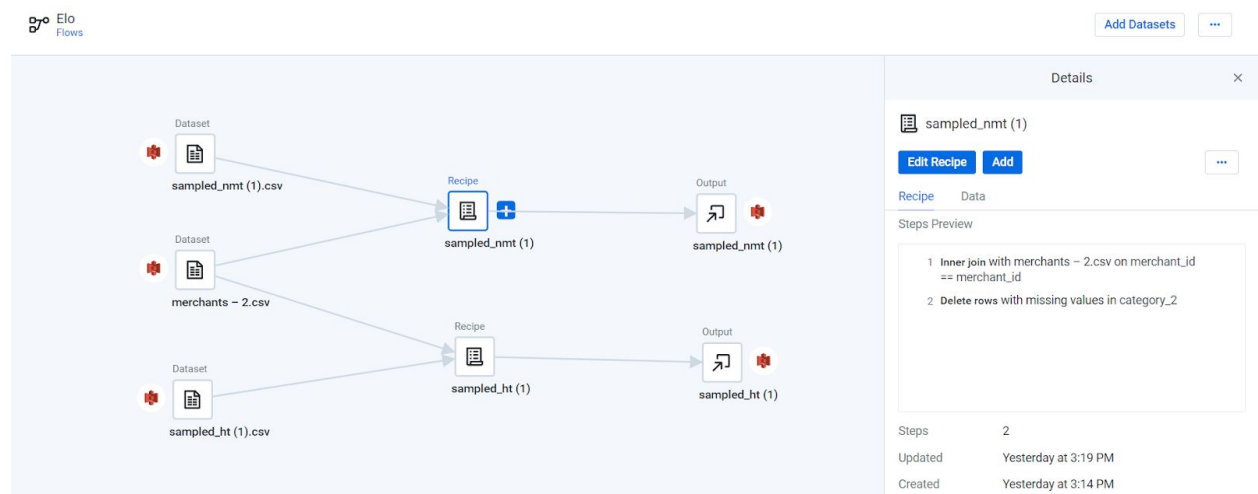 Elo
Flows
Add Datasets
...
Dataset
sampled_nmt (1).csv
Dataset
merchants – 2.csv
Dataset
sampled_ht (1).csv
Recipe
sampled_nmt (1)
Recipe
sampled_ht (1)
Output
sampled_nmt (1)
Output
sampled_ht (1)
Details
sampled_nmt (1)
Edit Recipe
Add
...
Recipe
Data
Steps Preview
1 Inner join with merchants – 2.csv on merchant_id
== merchant_id
2 Delete rows with missing values in category_2
Steps 2
Updated Yesterday at 3:19 PM
Created Yesterday at 3:14 PM